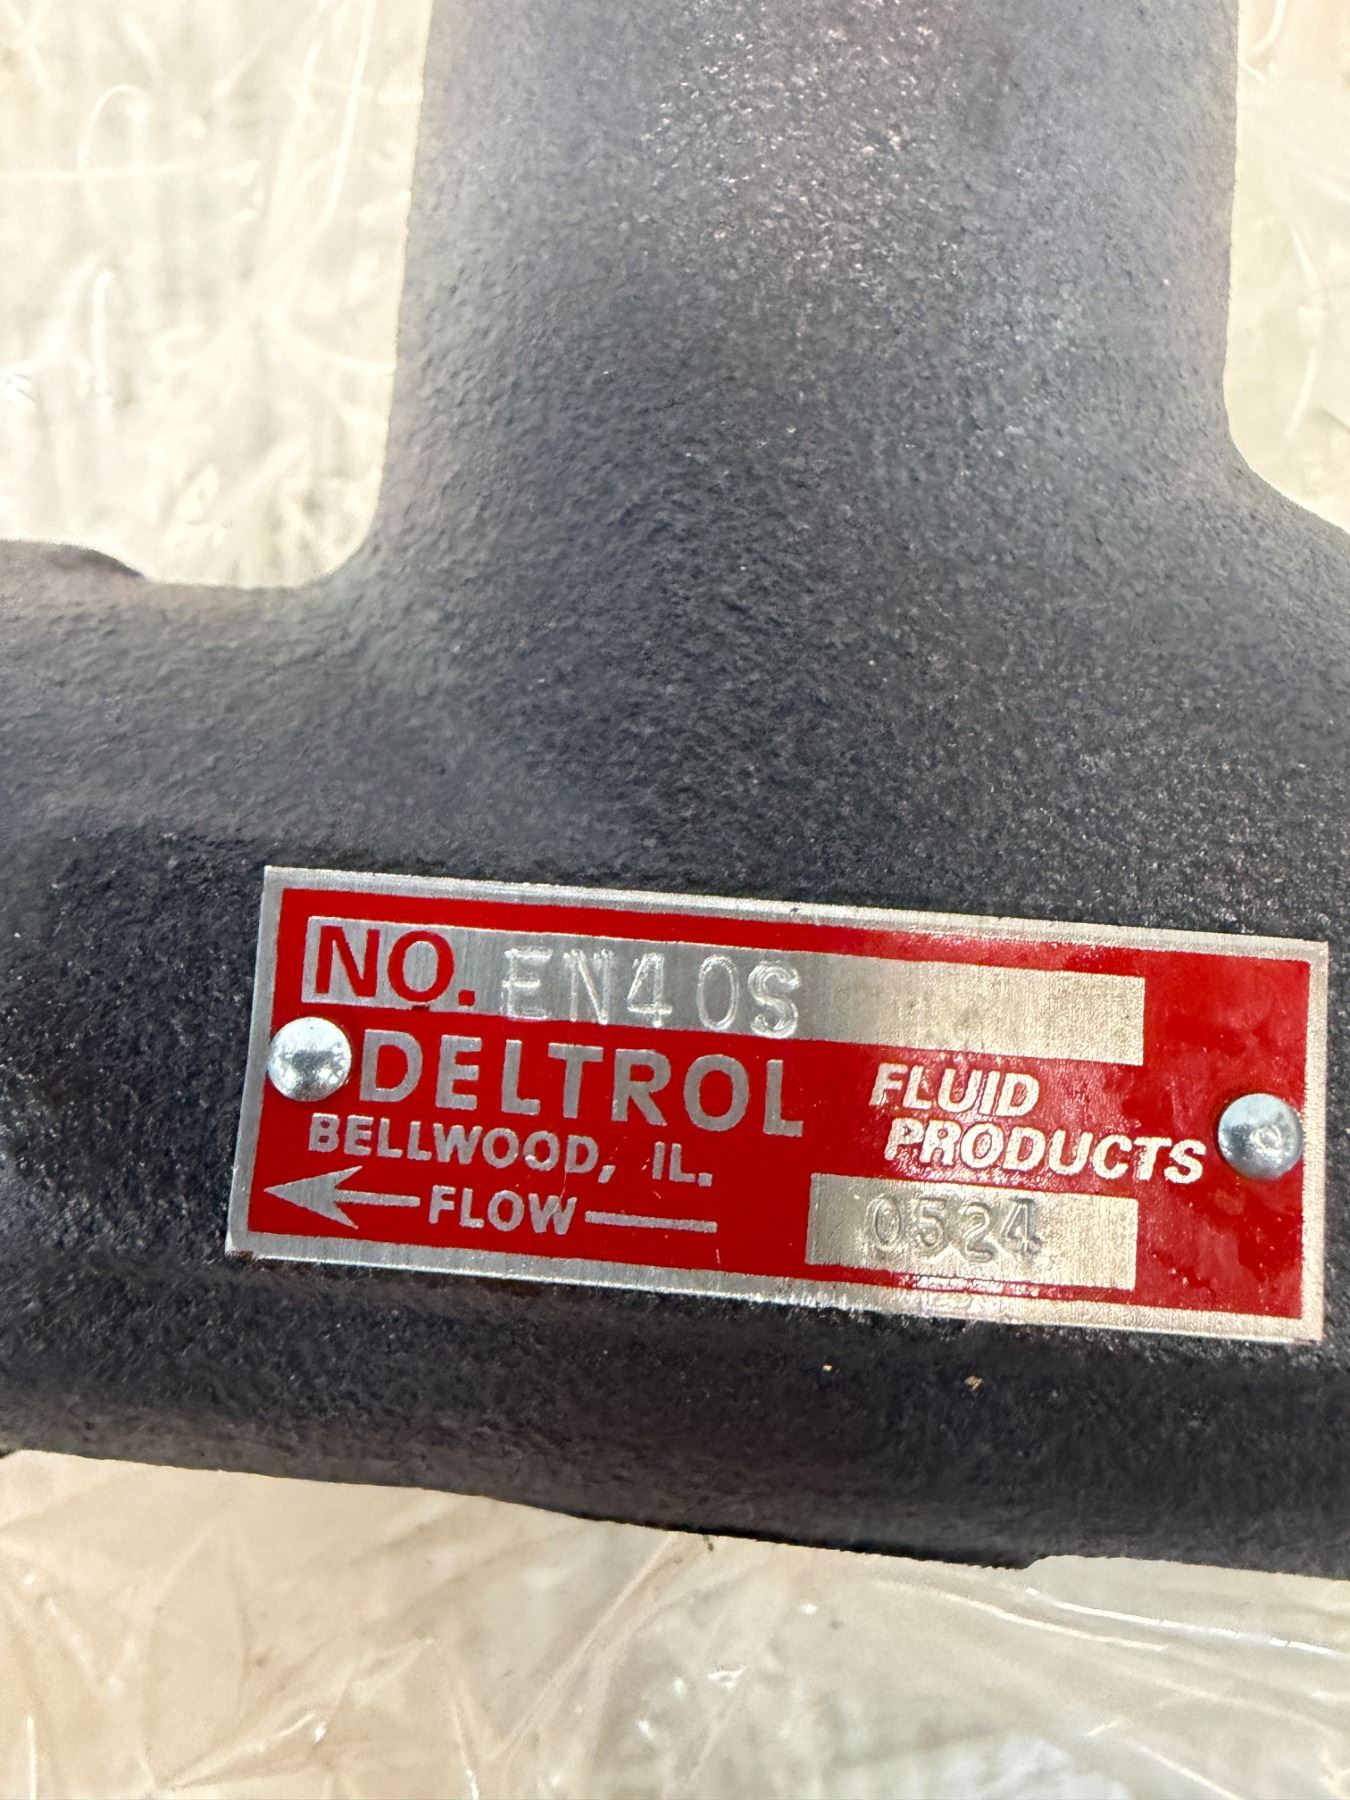 NO. EN40S
DELTROL FLUID PRODUCTS
BELLWOOD, IL.
FLOW
0524